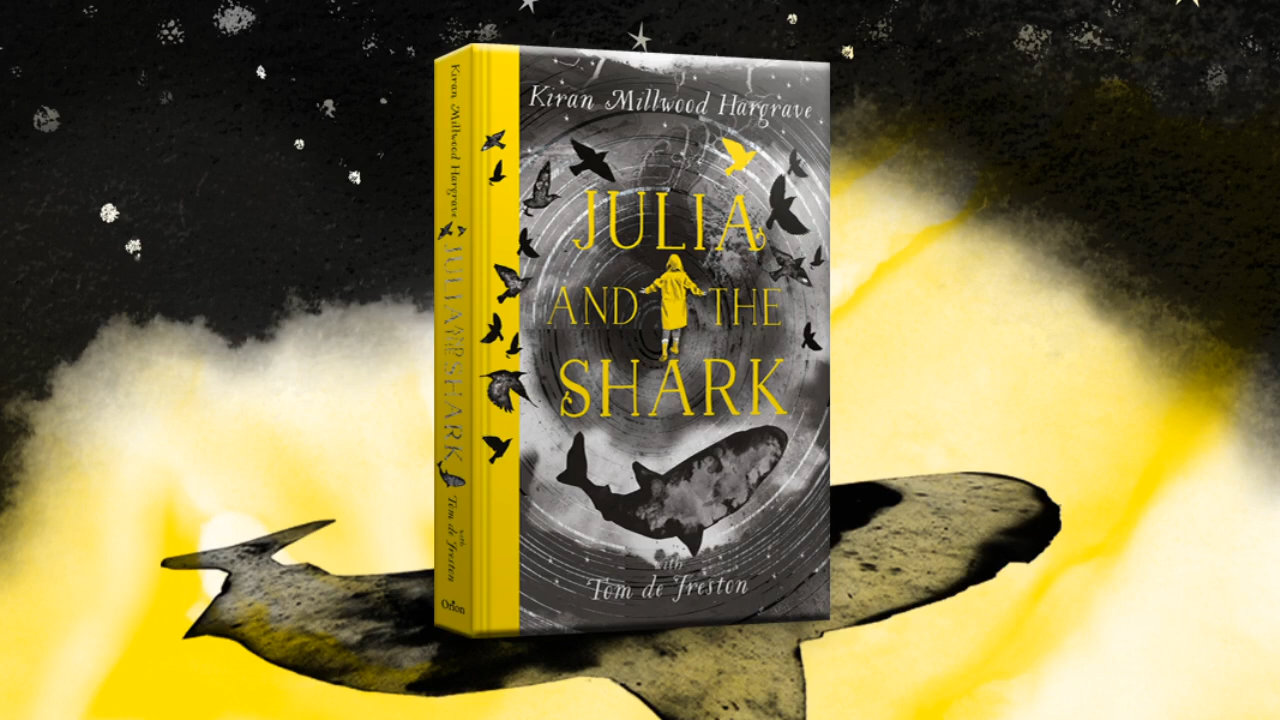 Kiran Millwood Hargrave
JULIA
AND THE
SHARK
with
Tom de Freston
Kiran Millwood Hargrave
JULIA AND THE SHARK
with
Tom de Freston
Orion